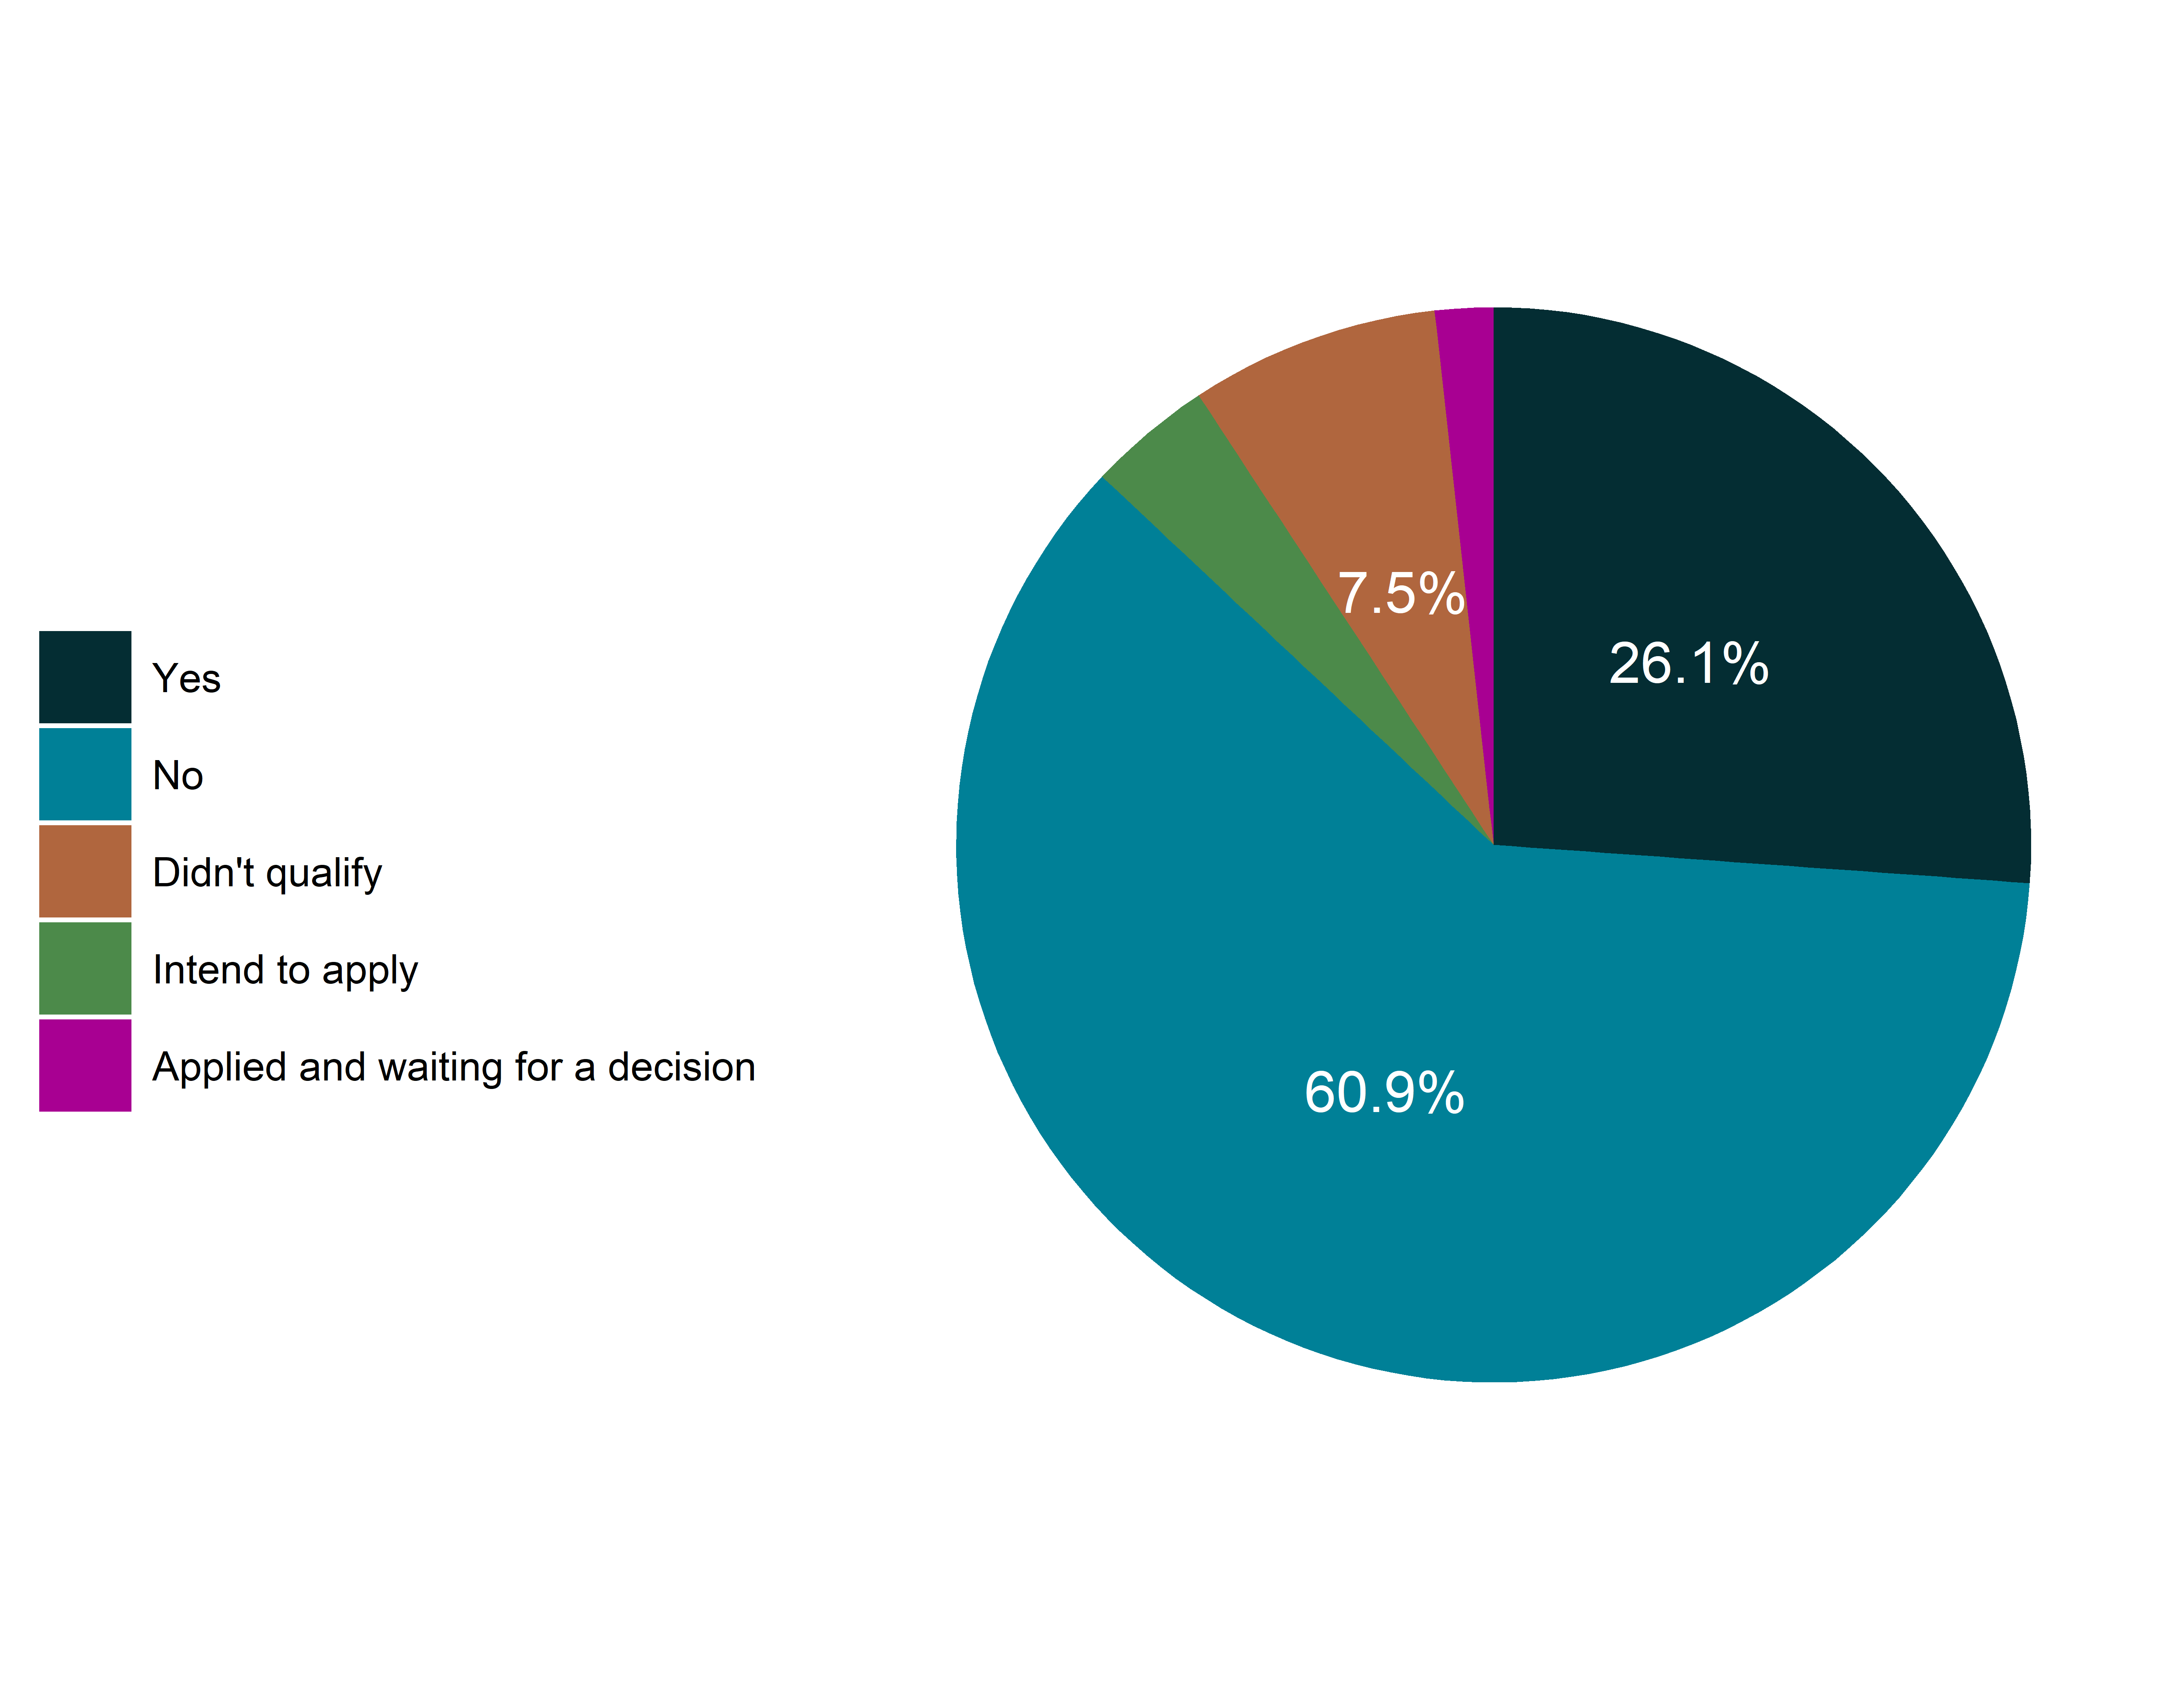 Yes
No
Didn't qualify
Intend to apply
Applied and waiting for a decision
7.5%
26.1%
60.9%